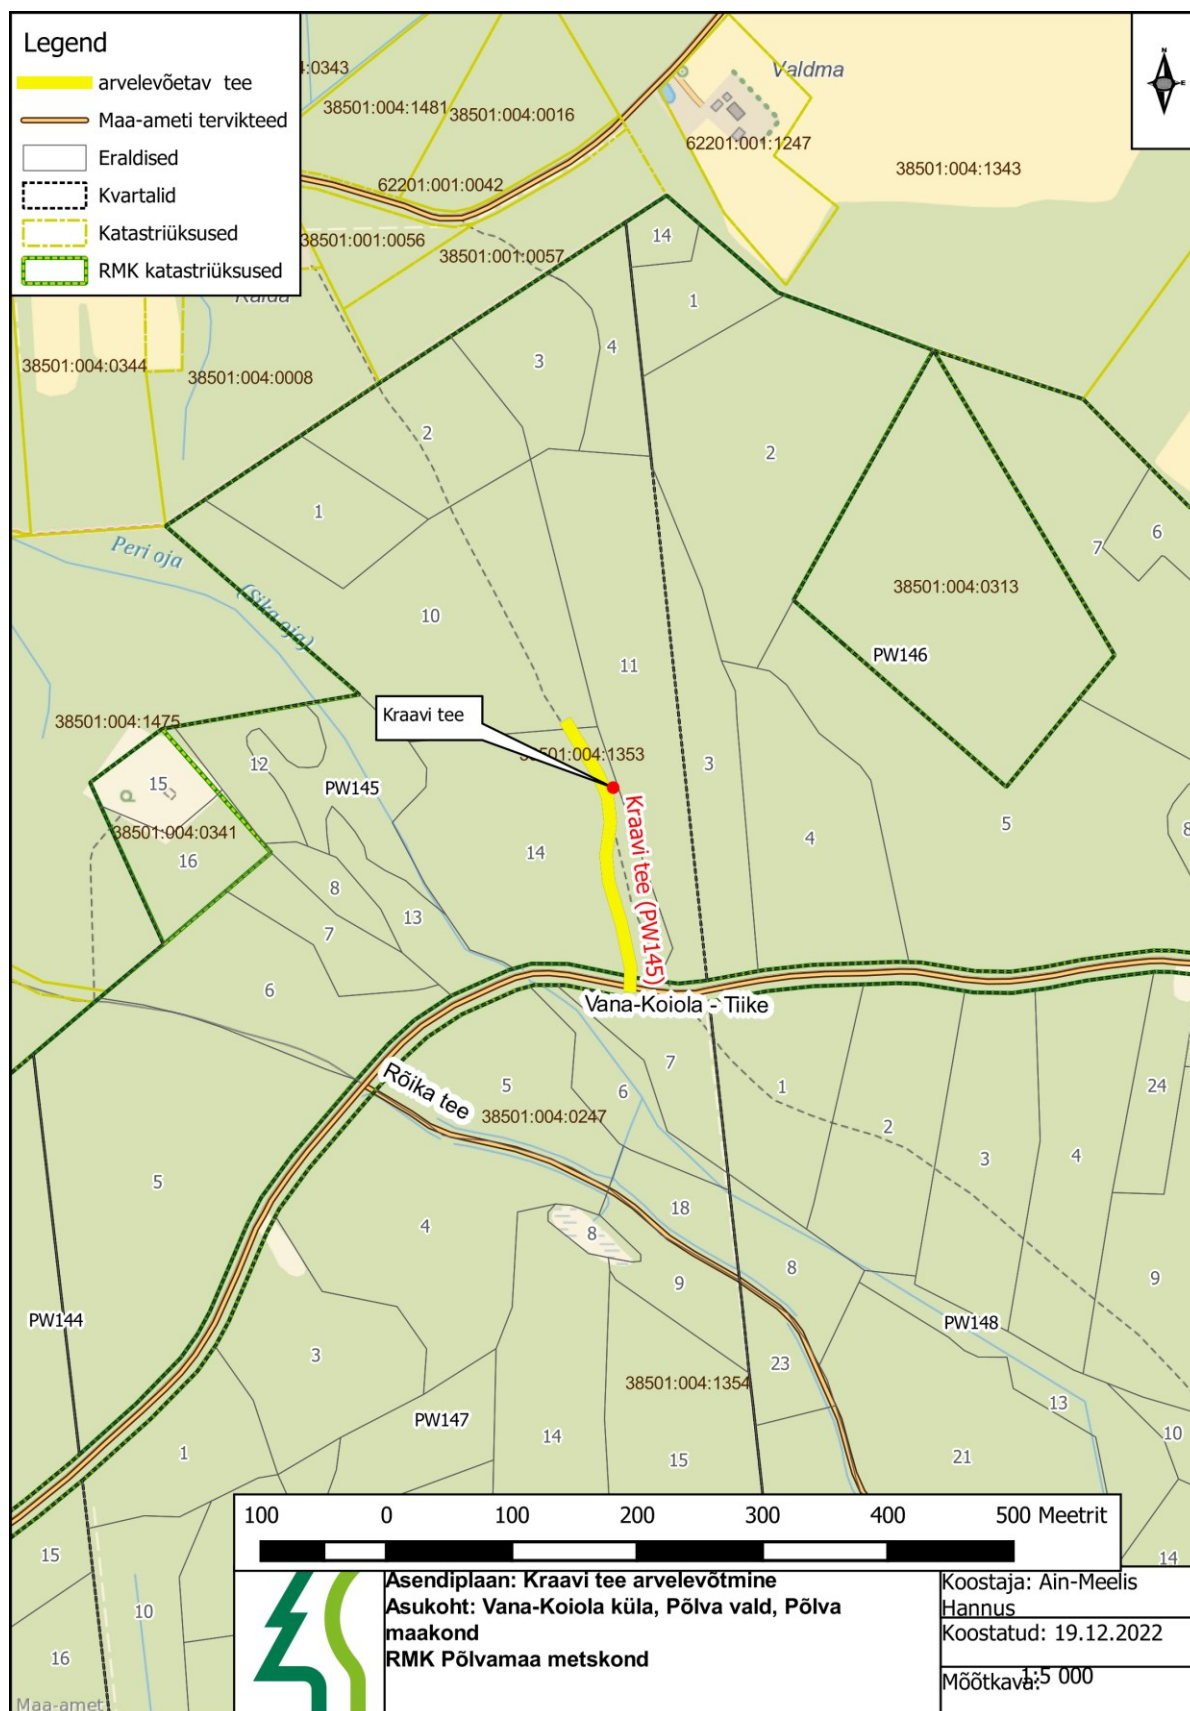 Legend
arvelevõetav tee
Maa-ameti tervikteed
Eraldised
Kvartalid
Katastriüksused
RMK katastriüksused
38501:004:1481
38501:004:0016
Valdma
62201:001:1247
38501:004:1343
62201:001:0042
38501:001:0056
38501:001:0057
14
1
3
4
38501:004:0344
38501:004:0008
2
2
1
6
7
Peri oja
(Sika oja)
38501:004:0313
10
PW146
11
Kraavi tee
38501:004:1475
38501:004:1353
12
3
15
PW145
38501:004:0341
16
14
4
5
8
8
13
7
Kraavi tee (PW145)
6
Vana-Koiola - Tiike
Rõika tee
5
7
6
1
24
38501:004:0247
2
3
4
5
18
4
8
8
9
9
PW144
PW148
3
23
38501:004:1354
13
PW147
14
10
1
15
21
15
14
10
16
Maa-amet
100 0 100 200 300 400 500 Meetrit
Asendiplaan: Kraavi tee arvelevõtmine
Asukoht: Vana-Koiola küla, Põlva vald, Põlva
maakond
RMK Põlvamaa metskond
Koostaja: Ain-Meelis
Hannus
Koostatud: 19.12.2022
Mõõtkava: 1:5 000